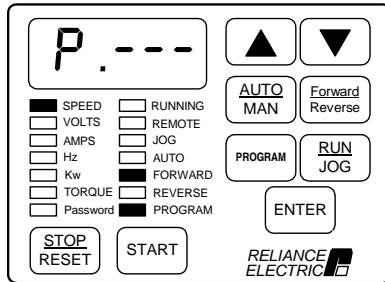 P.---
SPEED
VOLTS
AMPS
Hz
Kw
TORQUE
Password
RUNNING
REMOTE
JOG
AUTO
FORWARD
REVERSE
PROGRAM
AUTO
MAN
Forward
Reverse
PROGRAM
RUN
JOG
ENTER
STOP
RESET
START
RELIANCE
ELECTRIC